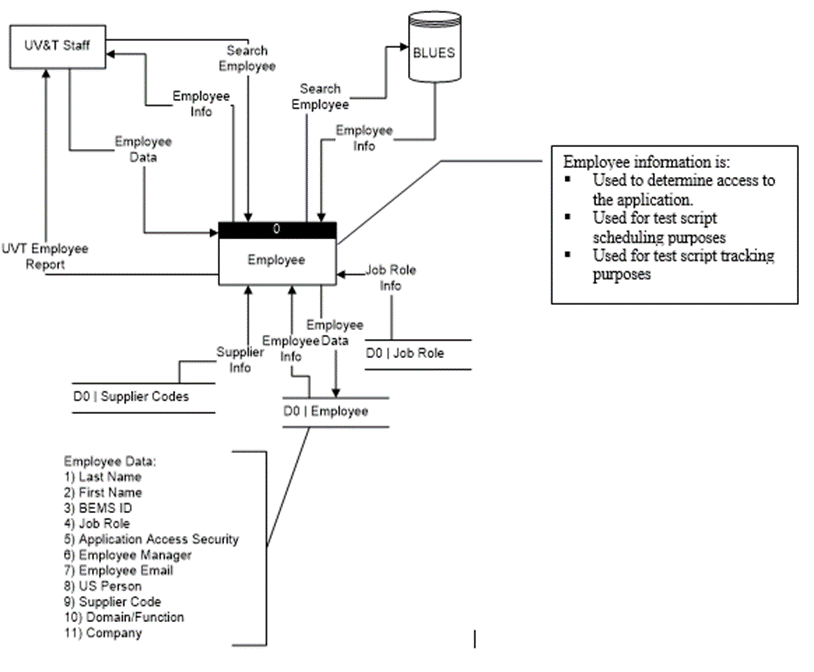 UV&T Staff
Search
Employee
BLUES
Employee
Info
Search
Employee
Employee
Info
Employee
Data
Employee information is:
▪ Used to determine access to
the application.
▪ Used for test script
scheduling purposes
▪ Used for test script tracking
purposes
0
Employee
UVT Employee
Report
Job Role
Info
Supplier
Info
Employee
Info
Employee
Data
D0 | Job Role
D0 | Supplier Codes
D0 | Employee
Employee Data:
1) Last Name
2) First Name
3) BEMS ID
4) Job Role
5) Application Access Security
6) Employee Manager
7) Employee Email
8) US Person
9) Supplier Code
10) Domain/Function
11) Company